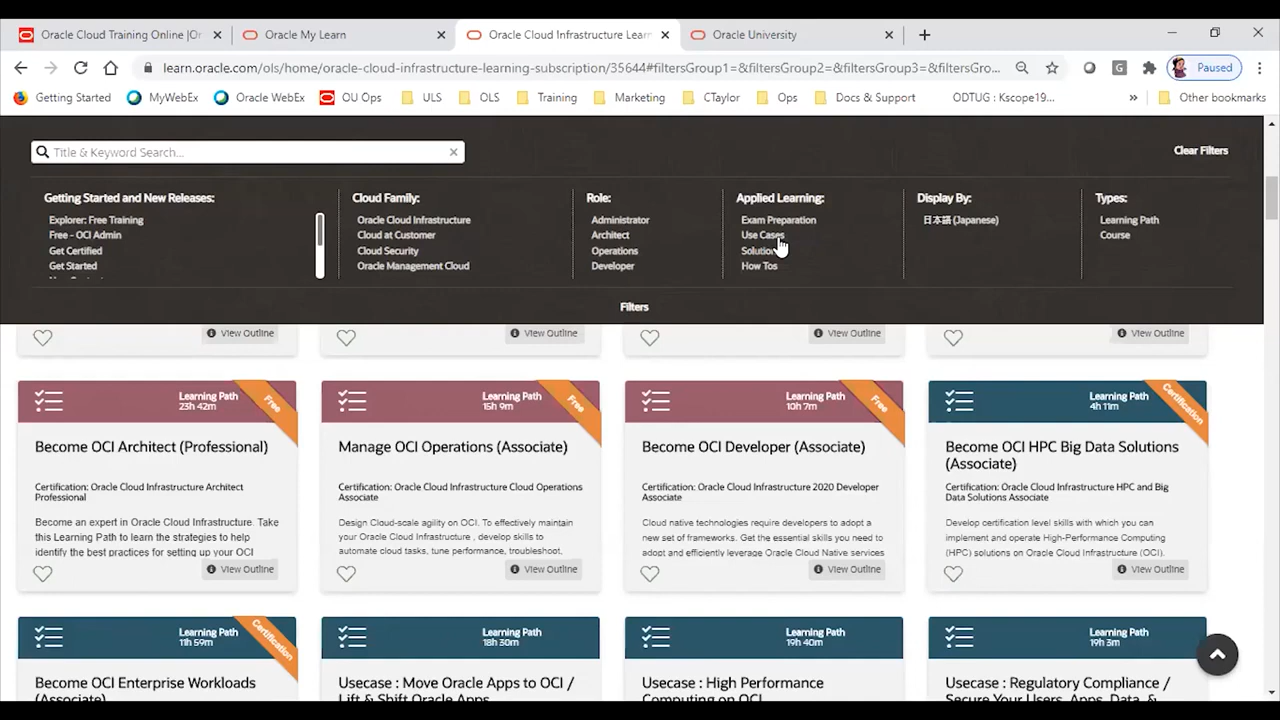 Oracle Cloud Training Online |Or
Oracle My Learn
Oracle Cloud Infrastructure Lear
Oracle University
learn.oracle.com/ols/home/oracle-cloud-infrastructure-learning-subscription/35644#filtersGroup1=&filtersGroup2=&filtersGroup3=&filtersGro...
Paused
Getting Started
MyWebEx
Oracle WebEx
OU Ops
ULS
OLS
Training
Marketing
CTaylor
Ops
Docs & Support
ODTUG : Kscope19...
»
Other bookmarks
Title & Keyword Search...
Clear Filters
Getting Started and New Releases:
Explorer: Free Training
Free - OCI Admin
Get Certified
Get Started
Cloud Family:
Oracle Cloud Infrastructure
Cloud at Customer
Cloud Security
Oracle Management Cloud
Role:
Administrator
Architect
Operations
Developer
Applied Learning:
Exam Preparation
Use Cases
Solution
How Tos
Display By:
日本語 (Japanese)
Types:
Learning Path
Course
Filters
View Outline
View Outline
View Outline
View Outline
Learning Path
23h 42m
Free
Become OCI Architect (Professional)
Certification: Oracle Cloud Infrastructure Architect
Professional
Become an expert in Oracle Cloud Infrastructure. Take
this Learning Path to learn the strategies to help
identify the best practices for setting up your OCI
View Outline
Learning Path
15h 9m
Free
Manage OCI Operations (Associate)
Certification: Oracle Cloud Infrastructure Cloud Operations
Associate
Design Cloud-scale agility on OCI. To effectively maintain
your Oracle Cloud Infrastructure , develop skills to
automate cloud tasks, tune performance, troubleshoot,
View Outline
Learning Path
10h 7m
Free
Become OCI Developer (Associate)
Certification: Oracle Cloud Infrastructure 2020 Developer
Associate
Cloud native technologies require developers to adopt a
new set of frameworks. Get the essential skills you need to
adopt and efficiently leverage Oracle Cloud Native services
View Outline
Learning Path
4h 11m
Certification
Become OCI HPC Big Data Solutions
(Associate)
Certification: Oracle Cloud Infrastructure HPC and Big
Data Solutions Associate
Develop certification level skills with which you can
implement and operate High-Performance Computing
(HPC) solutions on Oracle Cloud Infrastructure (OCI).
View Outline
Learning Path
11h 59m
Certification
Become OCI Enterprise Workloads
(Associate)
Learning Path
18h 30m
Usecase : Move Oracle Apps to OCI /
Lift & Shift Oracle Apps
Learning Path
19h 40m
Usecase : High Performance
Computing on OCI
Learning Path
19h 3m
Usecase : Regulatory Compliance /
Secure Your Users, Apps, Data, &